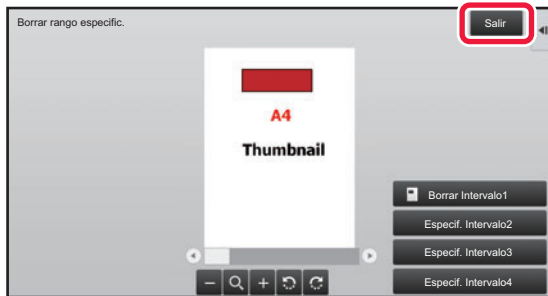 Borrar rango especific.
Salir
A4
Thumbnail
Borrar Intervalo1
Especif. Intervalo2
Especif. Intervalo3
Especif. Intervalo4